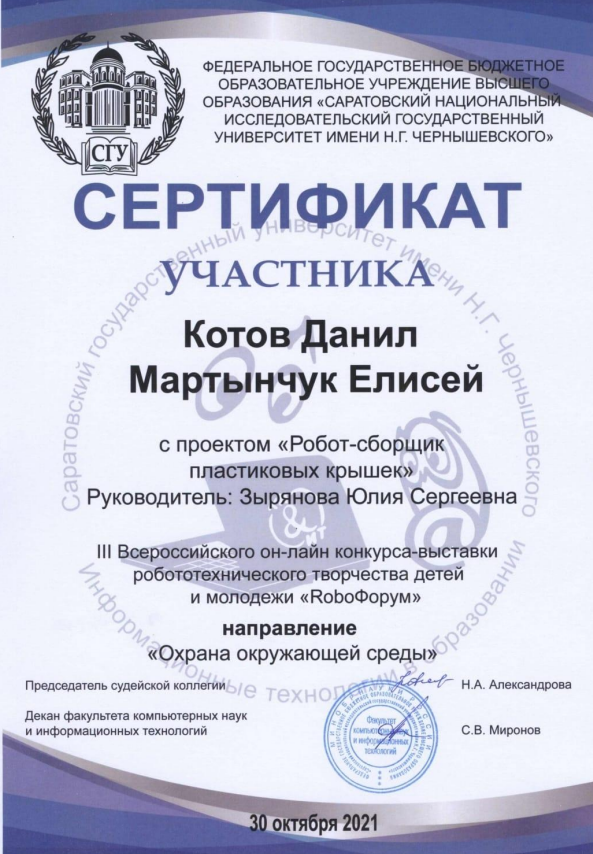 ФЕДЕРАЛЬНОЕ ГОСУДАРСТВЕННОЕ БЮДЖЕТНОЕ
ОБРАЗОВАТЕЛЬНОЕ УЧРЕЖДЕНИЕ ВЫСШЕГО
ОБРАЗОВАНИЯ «САРАТОВСКИЙ НАЦИОНАЛЬНЫЙ
ИССЛЕДОВАТЕЛЬСКИЙ ГОСУДАРСТВЕННЫЙ
УНИВЕРСИТЕТ ИМЕНИ Н.Г. ЧЕРНЫШЕВСКОГО»
СГУ
СЕРТИФИКАТ
УЧАСТНИКА
Саратовский государственный университет имени Н.Г. Чернышевского
Котов Данил
Мартынчук Елисей
с проектом «Робот-сборщик
пластиковых крышек»
Руководитель: Зырянова Юлия Сергеевна
&
ИТ
@
III Всероссийского он-лайн конкурса-выставки
робототехнического творчества детей
и молодежи «RoboФорум»
Информационные технологии в образовании
направление
«Охрана окружающей среды»
Председатель судейской коллегии
Н.А. Александрова
Декан факультета компьютерных наук
и информационных технологий
С.В. Миронов
Факультет
компьютерных наук
и информационных
технологий
30 октября 2021